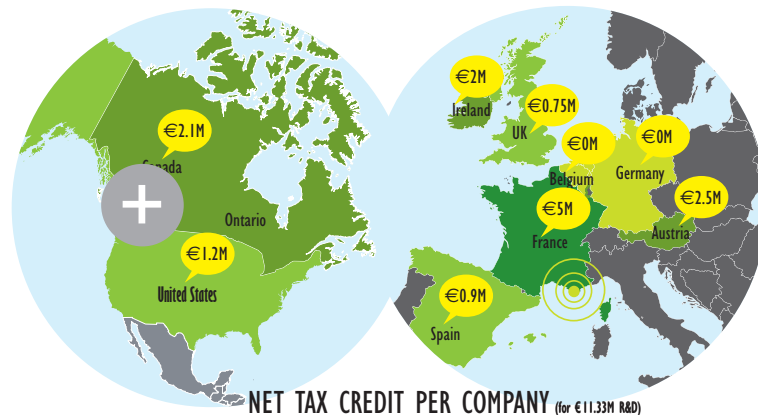 €2.1M
Canada
Ontario
€1.2M
United States
€2M
Ireland
€0.75M
UK
€0M
Belgium
€0M
Germany
€2.5M
Austria
€5M
France
€0.9M
Spain
NET TAX CREDIT PER COMPANY (for €11.33M R&D)